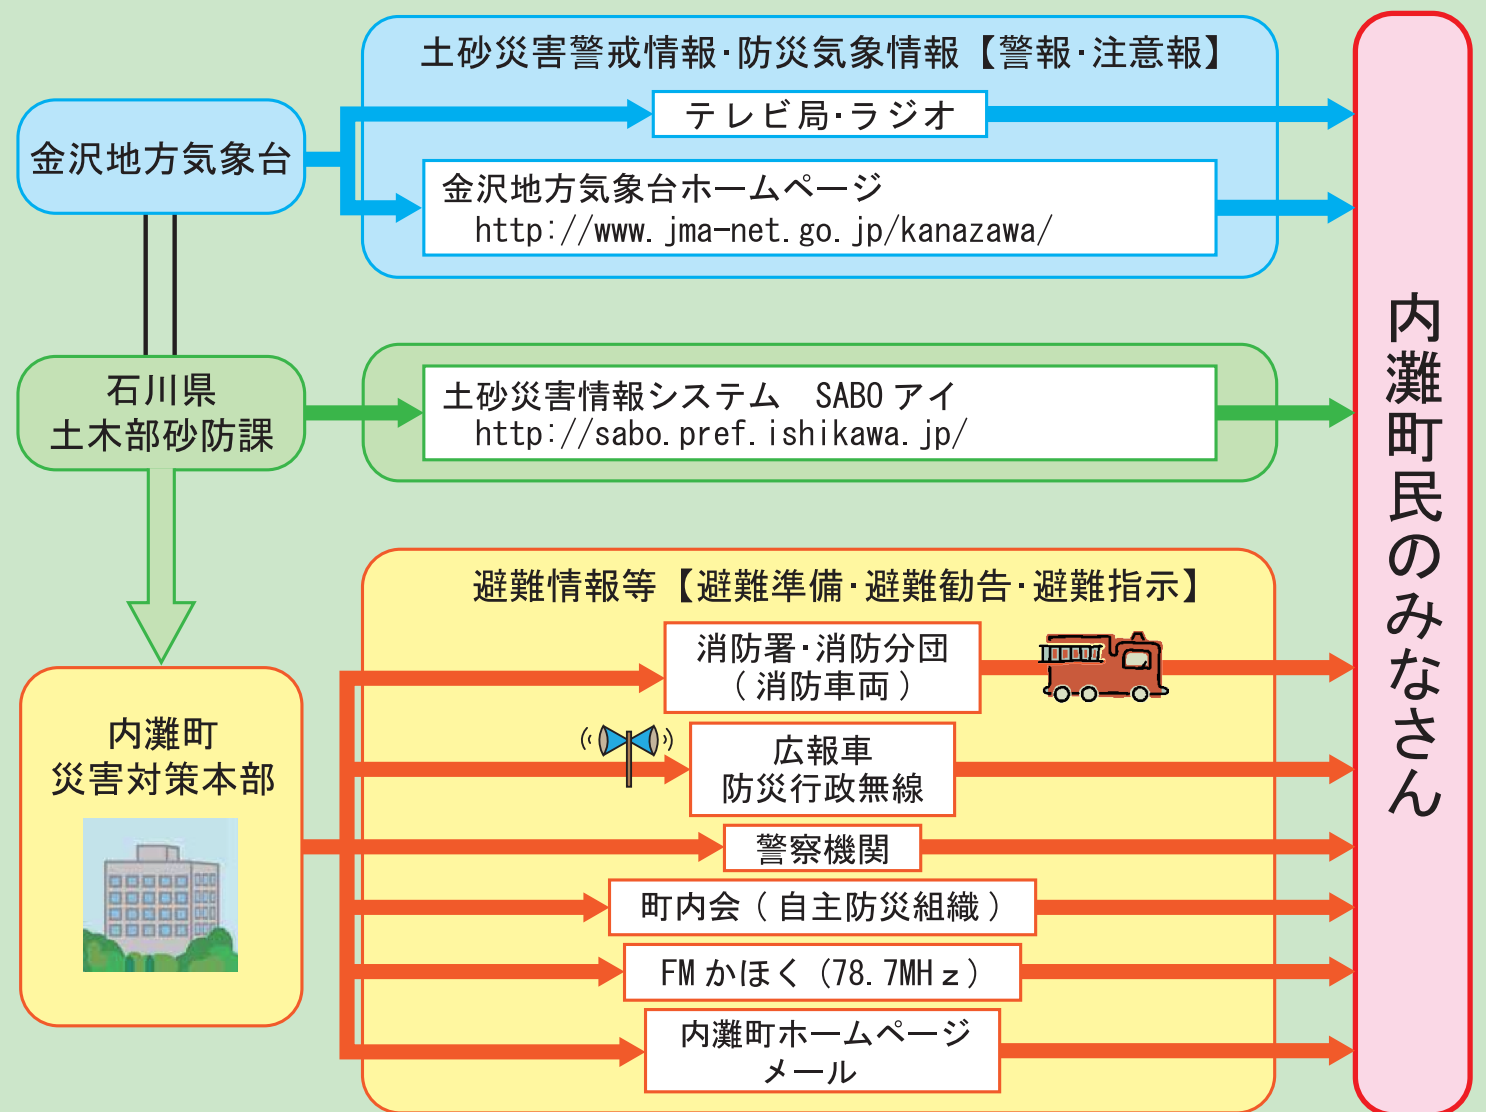 土砂災害警戒情報･防災気象情報【警報･注意報】
金沢地方気象台
テレビ局･ラジオ
金沢地方気象台ホームページ
http://www.jma-net.go.jp/kanazawa/
石川県
土木部砂防課
土砂災害情報システム　SABOアイ
http://sabo.pref.ishikawa.jp/
内灘町
災害対策本部
避難情報等【避難準備･避難勧告･避難指示】
消防署･消防分団
(消防車両)
広報車
防災行政無線
警察機関
町内会(自主防災組織)
FMかほく(78.7MHz)
内灘町ホームページ
メール
内灘町民のみなさん